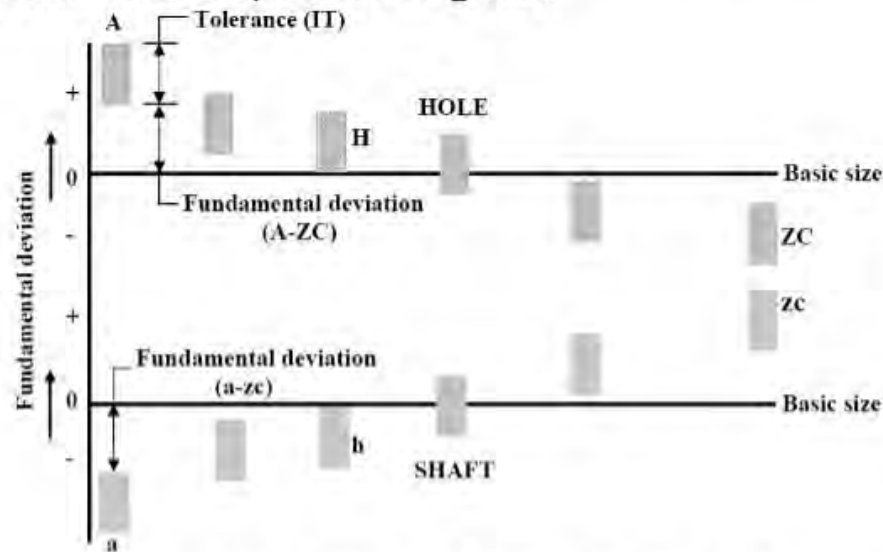 A
Tolerance (IT)
+
HOLE
H
0
Basic size
Fundamental deviation
(A-ZC)
-
ZC
Fundamental deviation
+
zc
Fundamental deviation
(a-zc)
0
Basic size
h
-
SHAFT
a